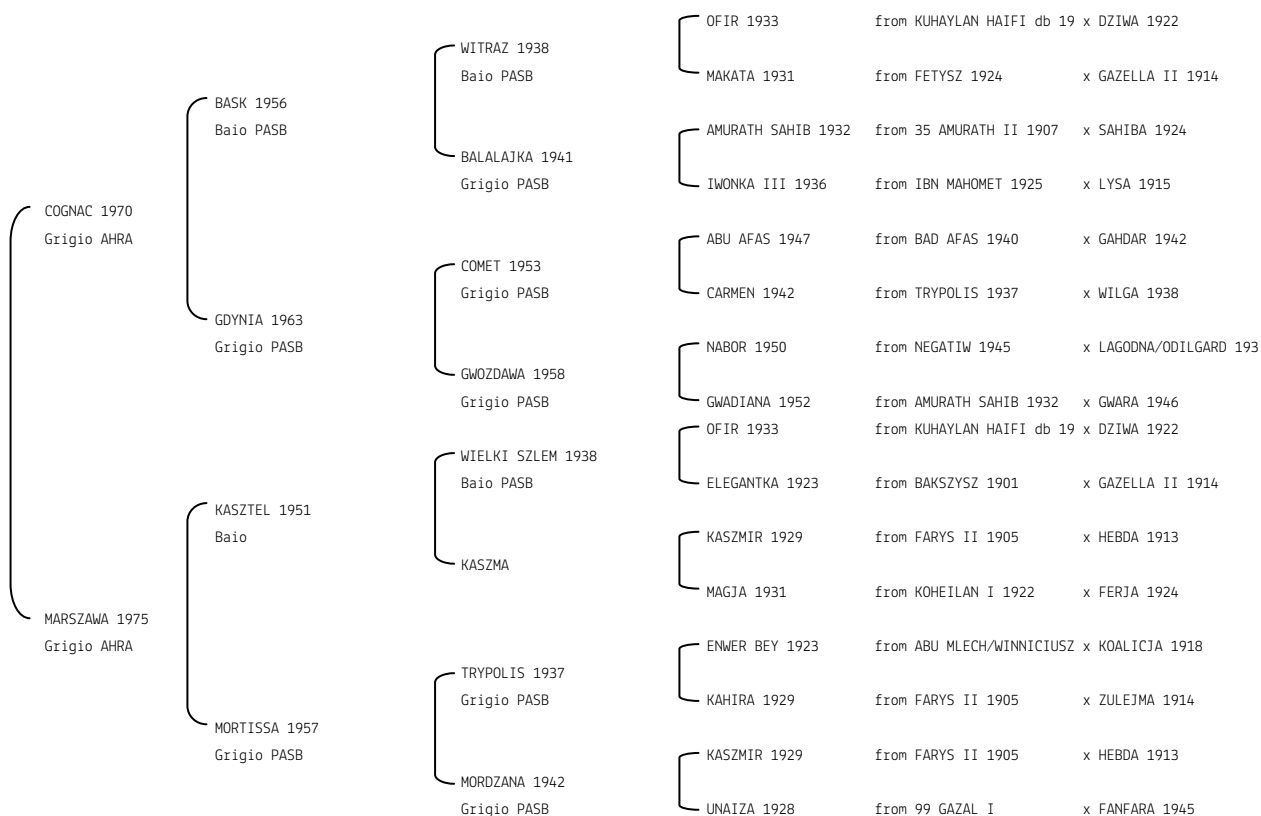 OFIR 1933 from KUHAYLAN HAIFI db 19 x DZIWA 1922
WITRAZ 1938
Baio PASB
MAKATA 1931 from FETYSZ 1924 x GAZELLA II 1914
BASK 1956
Baio PASB
AMURATH SAHIB 1932 from 35 AMURATH II 1907 x SAHIBA 1924
BALALAJKA 1941
Grigio PASB
IWONKA III 1936 from IBN MAHOMET 1925 x LYSA 1915
COGNAC 1970
Grigio AHRA
ABU AFAS 1947 from BAD AFAS 1940 x GAHDAR 1942
COMET 1953
Grigio PASB
CARMEN 1942 from TRYPOLIS 1937 x WILGA 1938
GDYNIA 1963
Grigio PASB
NABOR 1950 from NEGATIW 1945 x LAGODNA/ODILGARD 193
GWOZDAWA 1958
Grigio PASB
GWADIANA 1952 from AMURATH SAHIB 1932 x GWARA 1946
OFIR 1933 from KUHAYLAN HAIFI db 19 x DZIWA 1922
WIELKI SZLEM 1938
Baio PASB
ELEGANTKA 1923 from BAKSZYSZ 1901 x GAZELLA II 1914
KASZTEL 1951
Baio
KASZMIR 1929 from FARYS II 1905 x HEBDA 1913
KASZMA
MAGJA 1931 from KOHEILAN I 1922 x FERJA 1924
MARSZAWA 1975
Grigio AHRA
ENWER BEY 1923 from ABU MLECH/WINNICIUSZ x KOALICJA 1918
TRYPOLIS 1937
Grigio PASB
KAHIRA 1929 from FARYS II 1905 x ZULEJMA 1914
MORTISSA 1957
Grigio PASB
KASZMIR 1929 from FARYS II 1905 x HEBDA 1913
MORDZANA 1942
Grigio PASB
UNAIZA 1928 from 99 GAZAL I x FANFARA 1945